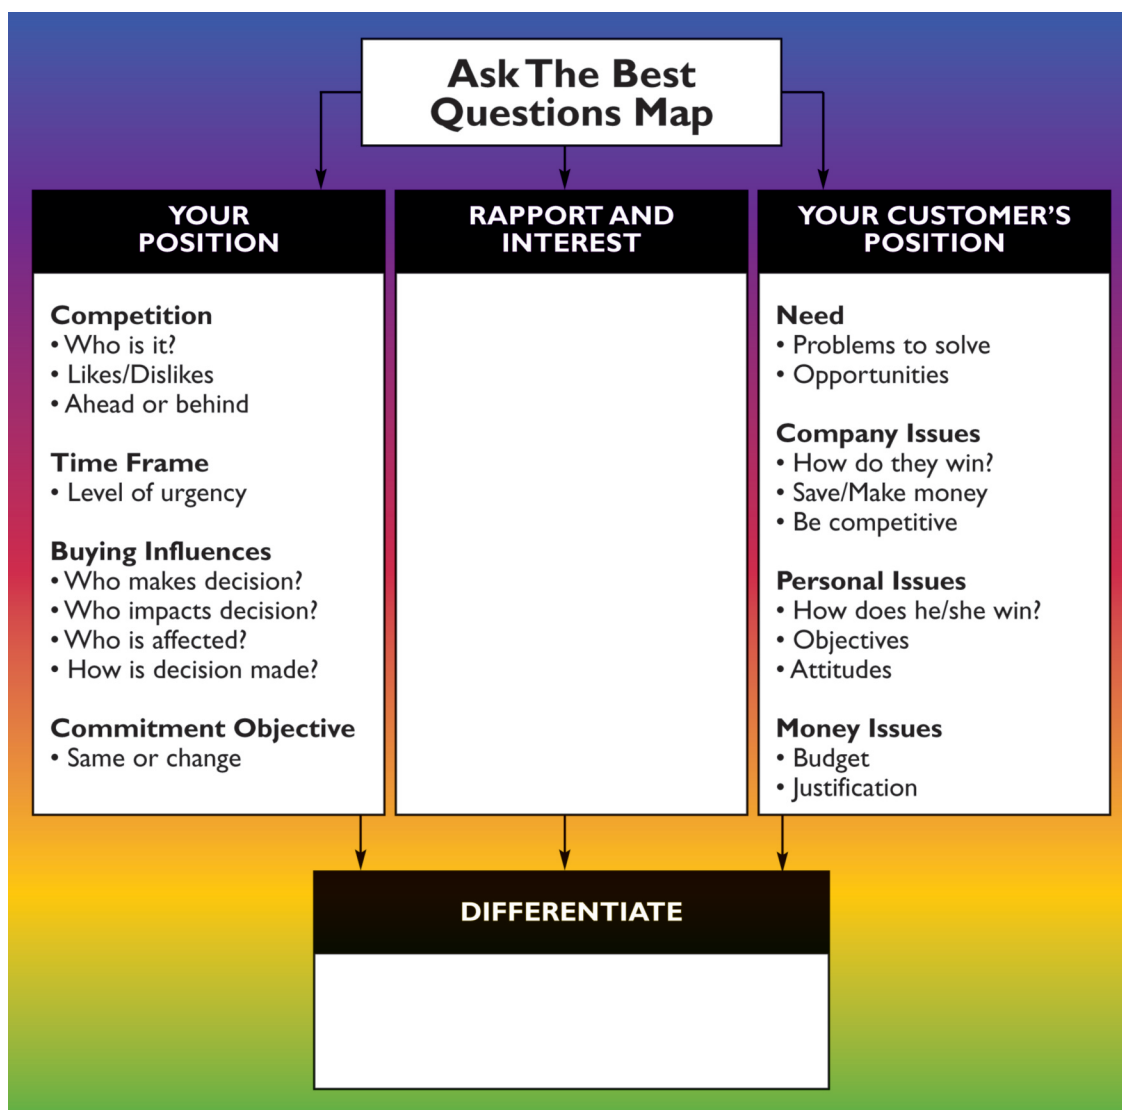 Ask The Best
Questions Map
YOUR
POSITION
Competition
• Who is it?
• Likes/Dislikes
• Ahead or behind
Time Frame
• Level of urgency
Buying Influences
• Who makes decision?
• Who impacts decision?
• Who is affected?
• How is decision made?
Commitment Objective
• Same or change
RAPPORT AND
INTEREST
YOUR CUSTOMER’S
POSITION
Need
• Problems to solve
• Opportunities
Company Issues
• How do they win?
• Save/Make money
• Be competitive
Personal Issues
• How does he/she win?
• Objectives
• Attitudes
Money Issues
• Budget
• Justification
DIFFERENTIATE